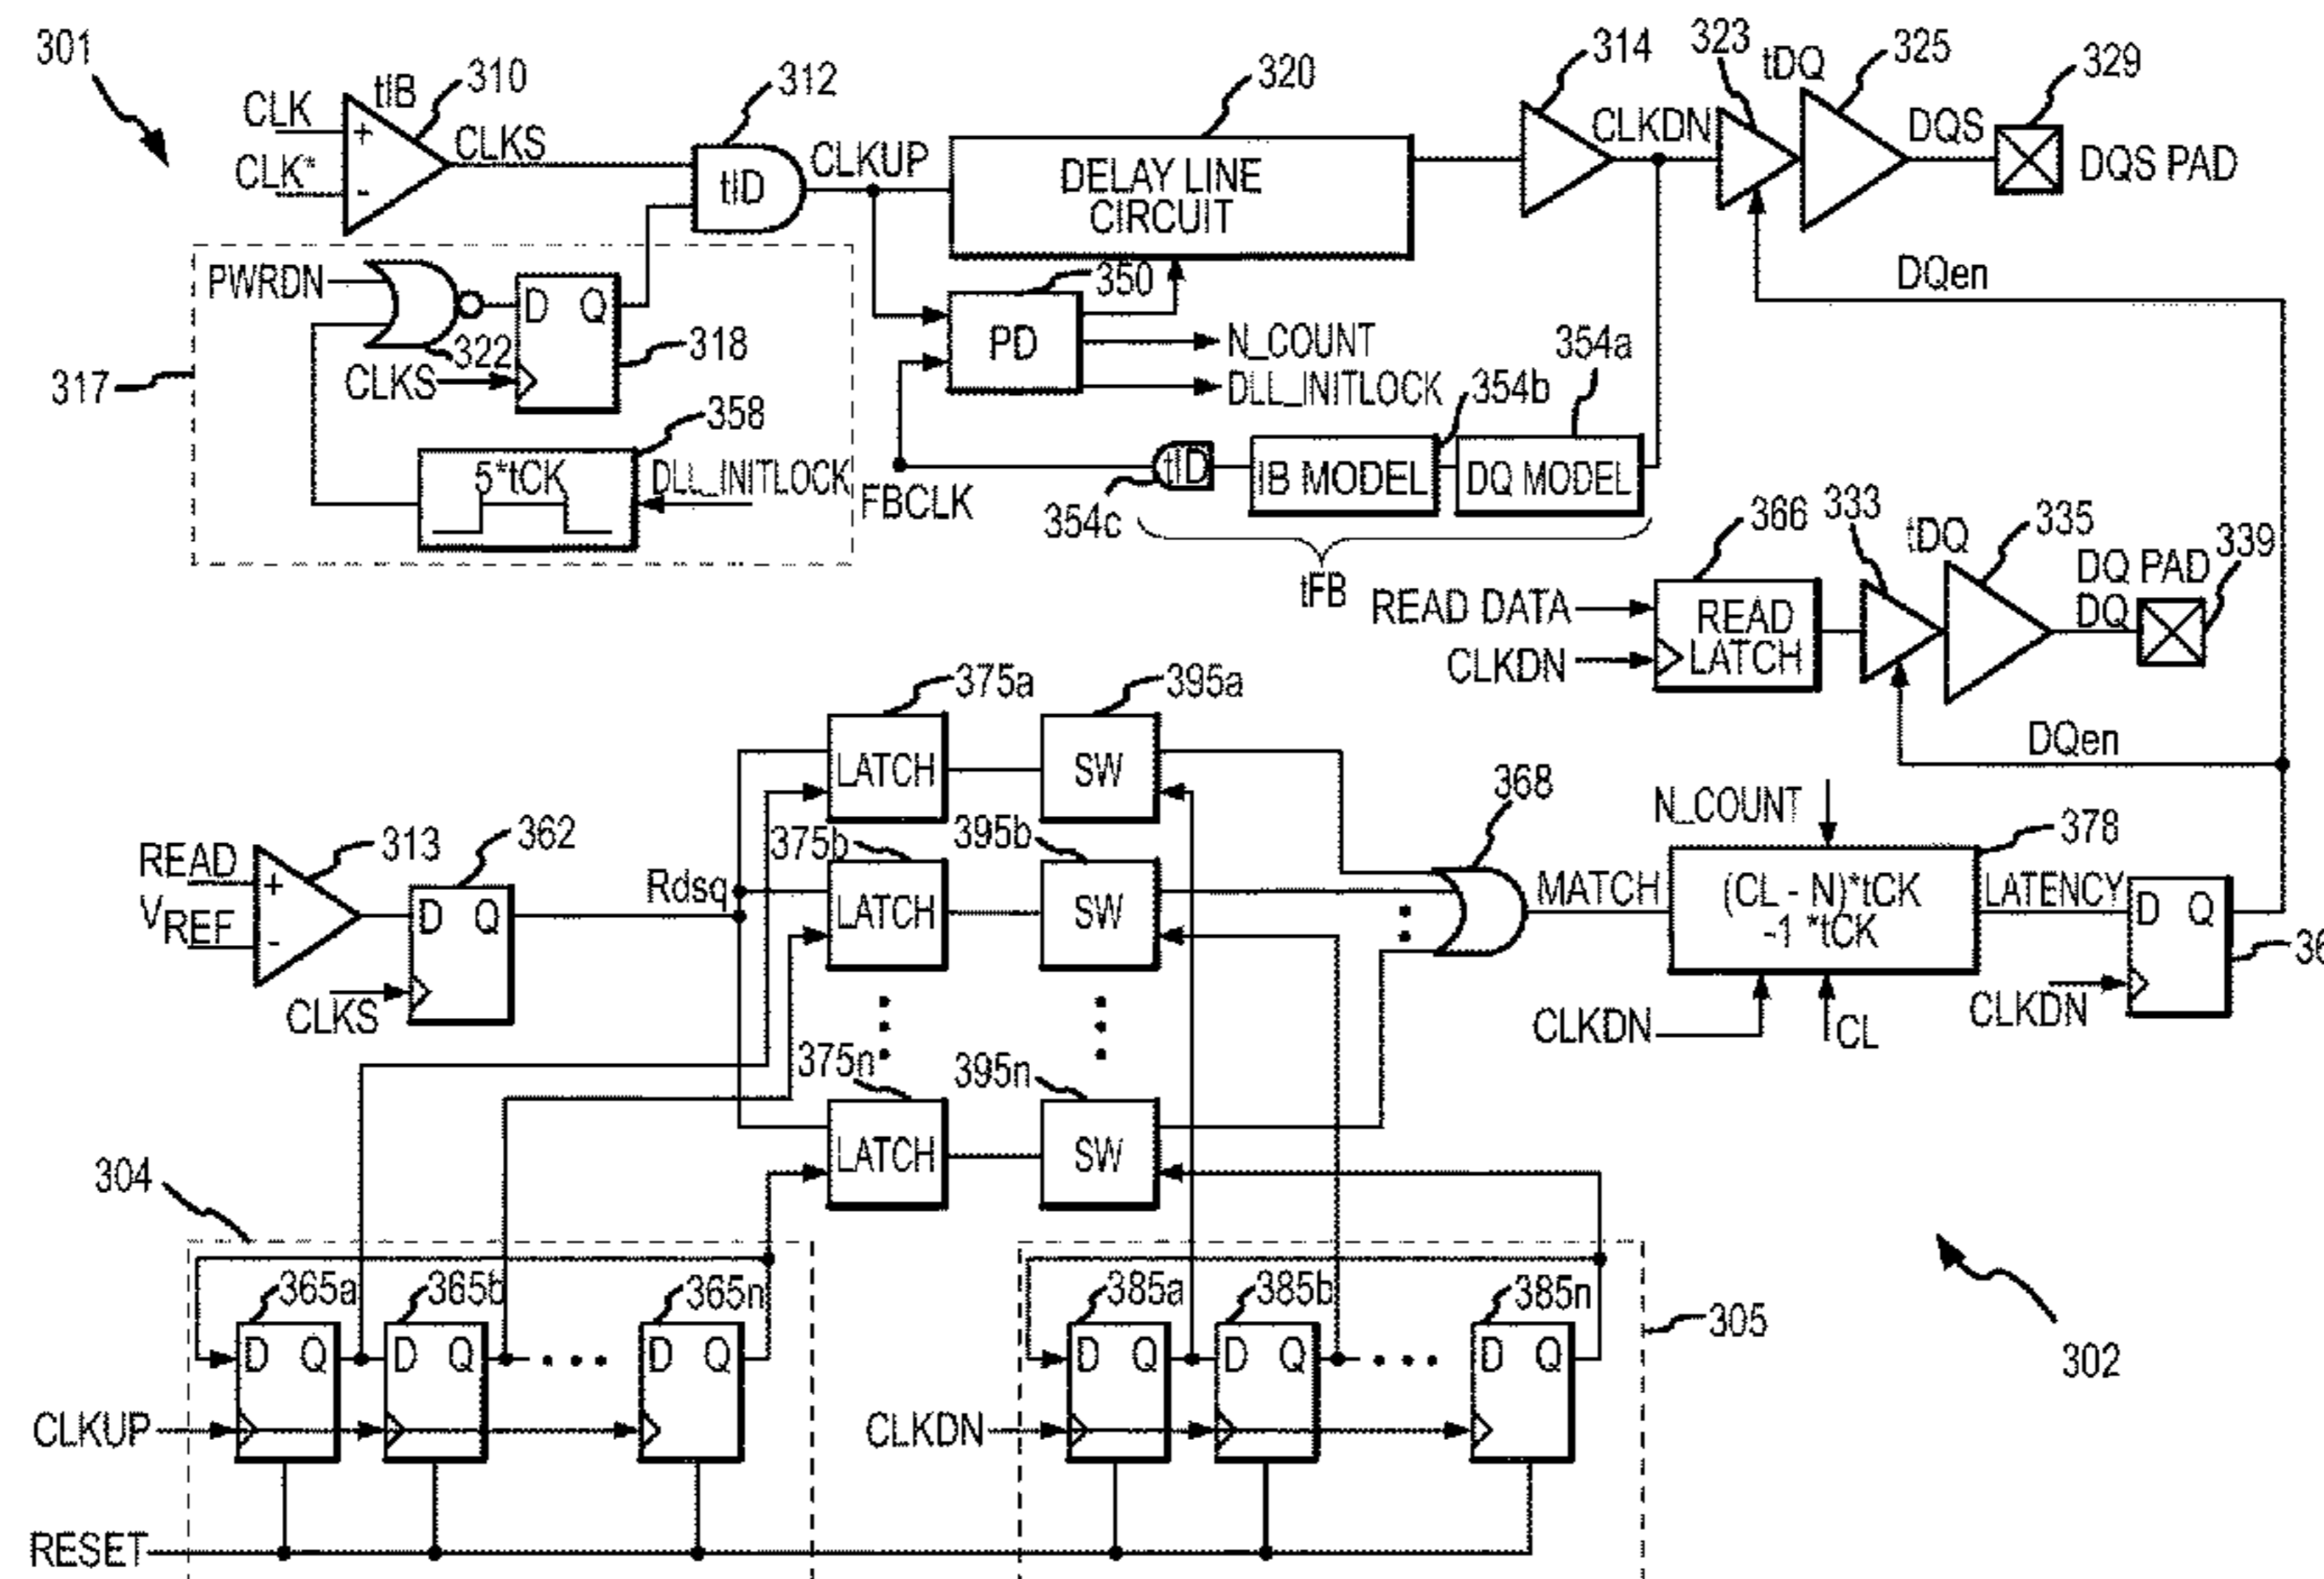 301
CLK
CLK*
+
-
tIB
310
CLKS
312
tID
CLKUP
320
DELAY LINE
CIRCUIT
314
CLKDN
323
tDQ
325
DQS
329
DQS PAD
DQen
317
PWRDN
322
D Q
318
CLKS
358
5*tCK
DLL_INITLOCK
350
PD
N_COUNT
DLL_INITLOCK
FBCLK
354c
tID
354b
IB MODEL
354a
DQ MODEL
tFB
READ DATA
CLKDN
366
READ
LATCH
333
tDQ
335
DQ PAD
DQ
339
DQen
READ
VREF
+
-
313
362
D Q
CLKS
Rdsq
375a
LATCH
395a
SW
375b
LATCH
395b
SW
375n
LATCH
395n
SW
368
MATCH
N_COUNT
378
(CL - N)*tCK
-1 *tCK
CLKDN
CL
LATENCY
D Q
CLKDN
304
365a
D Q
365b
D Q
365n
D Q
CLKUP
385a
D Q
385b
D Q
385n
D Q
CLKDN
305
302
RESET